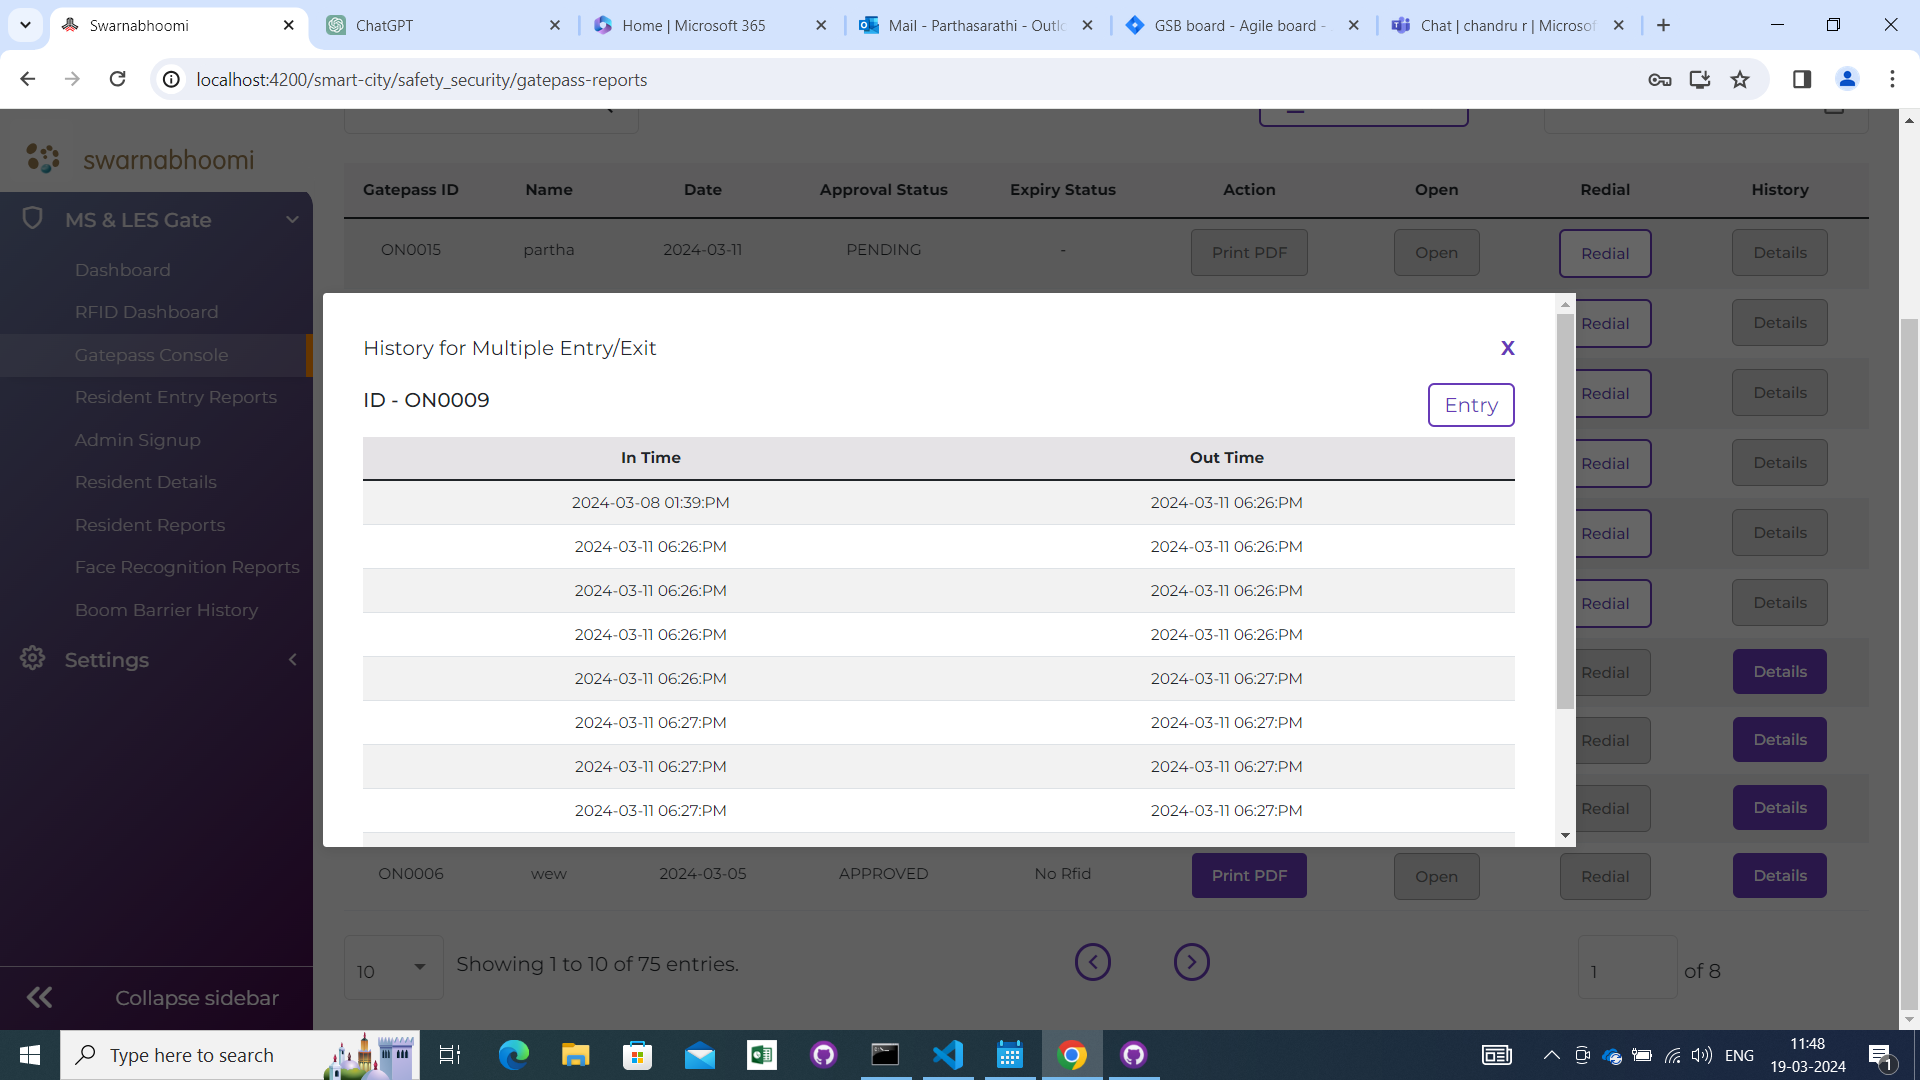 Swarnabhoomi
ChatGPT
Home | Microsoft 365
Mail - Parthasarathi - Outlo
GSB board - Agile board -
Chat | chandru r | Microsof
localhost:4200/smart-city/safety_security/gatepass-reports
swarnabhoomi
MS & LES Gate
Dashboard
RFID Dashboard
Gatepass Console
Resident Entry Reports
Admin Signup
Resident Details
Resident Reports
Face Recognition Reports
Boom Barrier History
Settings
Collapse sidebar
Gatepass ID Name Date Approval Status Expiry Status Action Open Redial History
ON0015 partha 2024-03-11 PENDING - Print PDF Open Redial Details
Redial Details
Redial Details
Redial Details
Redial Details
Redial Details
Redial Details
Redial Details
Redial Details
History for Multiple Entry/Exit X
ID - ON0009 Entry
In Time Out Time
2024-03-08 01:39:PM 2024-03-11 06:26:PM
2024-03-11 06:26:PM 2024-03-11 06:26:PM
2024-03-11 06:26:PM 2024-03-11 06:26:PM
2024-03-11 06:26:PM 2024-03-11 06:26:PM
2024-03-11 06:26:PM 2024-03-11 06:27:PM
2024-03-11 06:27:PM 2024-03-11 06:27:PM
2024-03-11 06:27:PM 2024-03-11 06:27:PM
2024-03-11 06:27:PM 2024-03-11 06:27:PM
ON0006 wew 2024-03-05 APPROVED No Rfid Print PDF Open Redial Details
10 Showing 1 to 10 of 75 entries. 1 of 8
Type here to search
ENG
11:48
19-03-2024
1